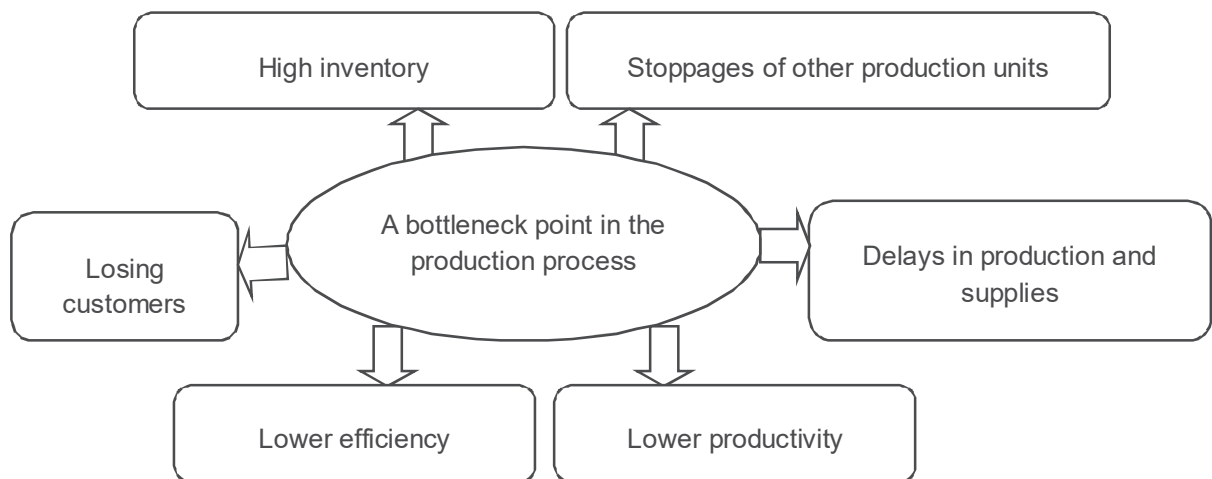 High inventory
Stoppages of other production units
A bottleneck point in the
production process
Losing
customers
Delays in production and
supplies
Lower efficiency
Lower productivity